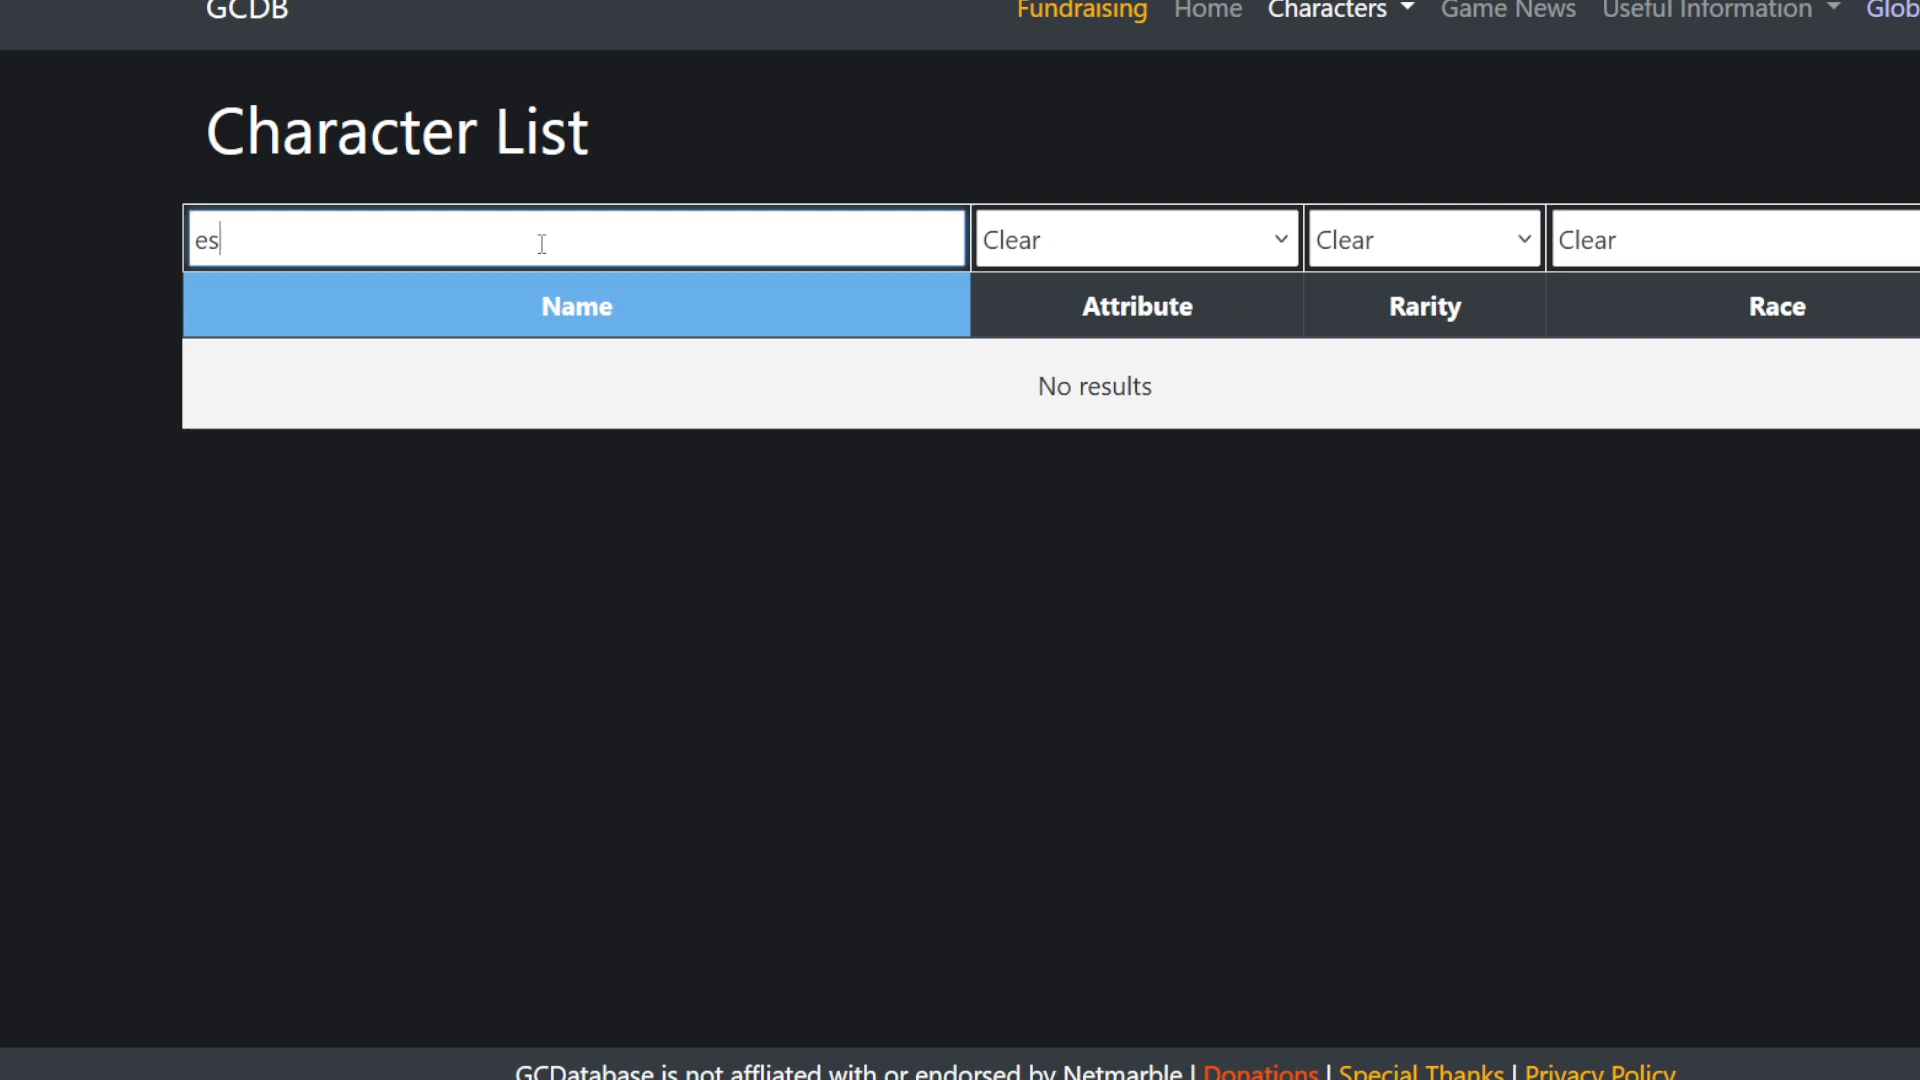 GCDB Fundraising Home Characters Game News Useful Information Glob
Character List
es Clear Clear Clear
Name Attribute Rarity Race
No results
GCDatabase is not affliated with or endorsed by Netmarble | Donations | Special Thanks | Privacy Policy